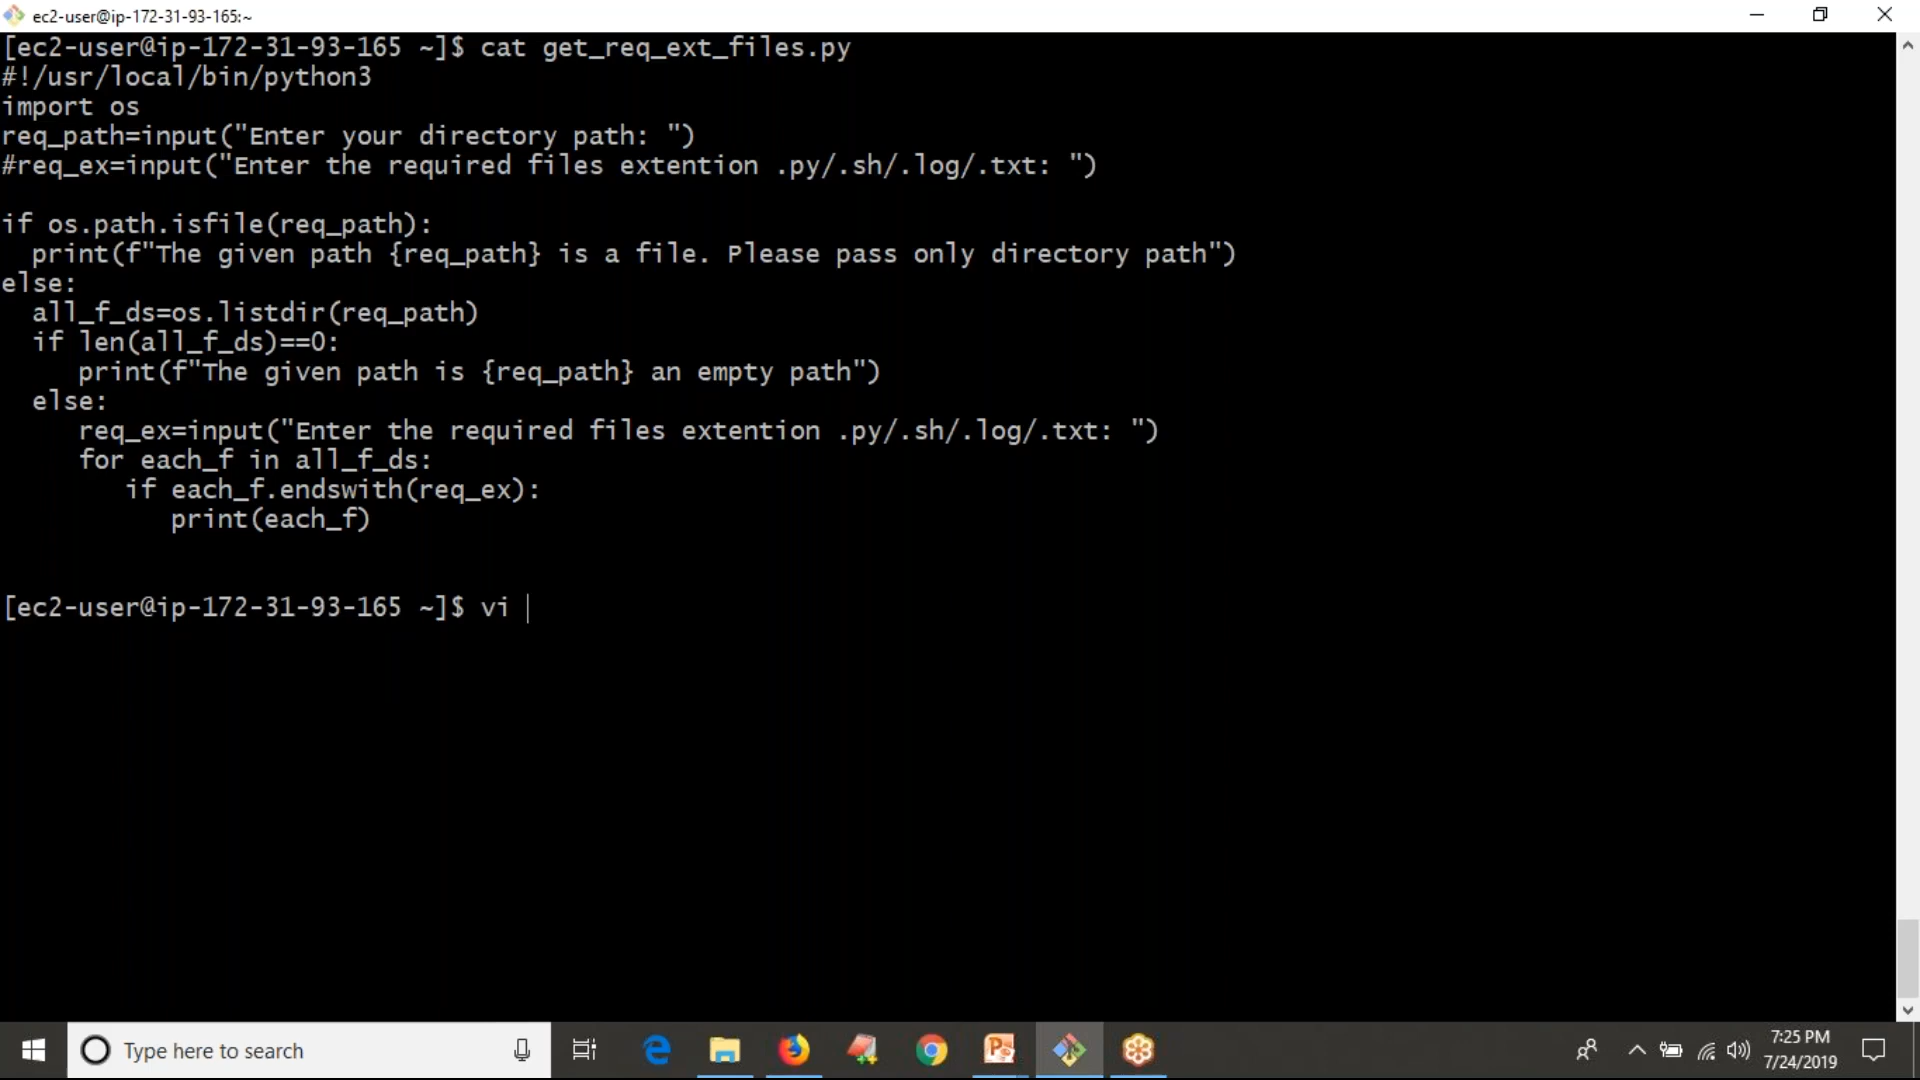 ec2-user@ip-172-31-93-165:~
[ec2-user@ip-172-31-93-165 ~]$ cat get_req_ext_files.py
#!/usr/local/bin/python3
import os
req_path=input("Enter your directory path: ")
#req_ex=input("Enter the required files extention .py/.sh/.log/.txt: ")
if os.path.isfile(req_path):
  print(f"The given path {req_path} is a file. Please pass only directory path")
else:
  all_f_ds=os.listdir(req_path)
  if len(all_f_ds)==0:
     print(f"The given path is {req_path} an empty path")
  else:
     req_ex=input("Enter the required files extention .py/.sh/.log/.txt: ")
     for each_f in all_f_ds:
        if each_f.endswith(req_ex):
           print(each_f)
[ec2-user@ip-172-31-93-165 ~]$ vi
Type here to search
7:25 PM
7/24/2019